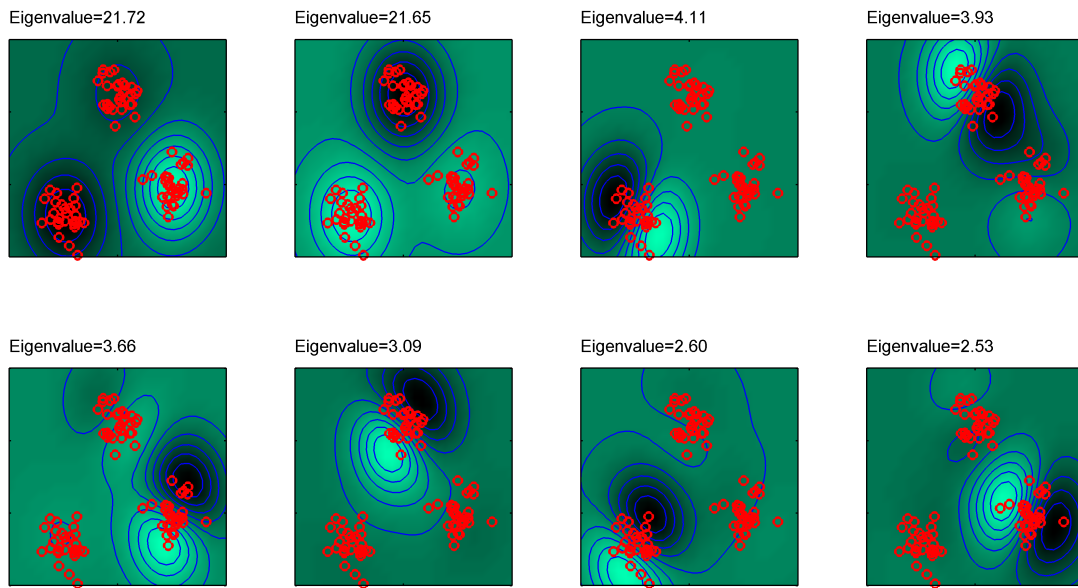 Eigenvalue=21.72
Eigenvalue=21.65
Eigenvalue=4.11
Eigenvalue=3.93
Eigenvalue=3.66
Eigenvalue=3.09
Eigenvalue=2.60
Eigenvalue=2.53